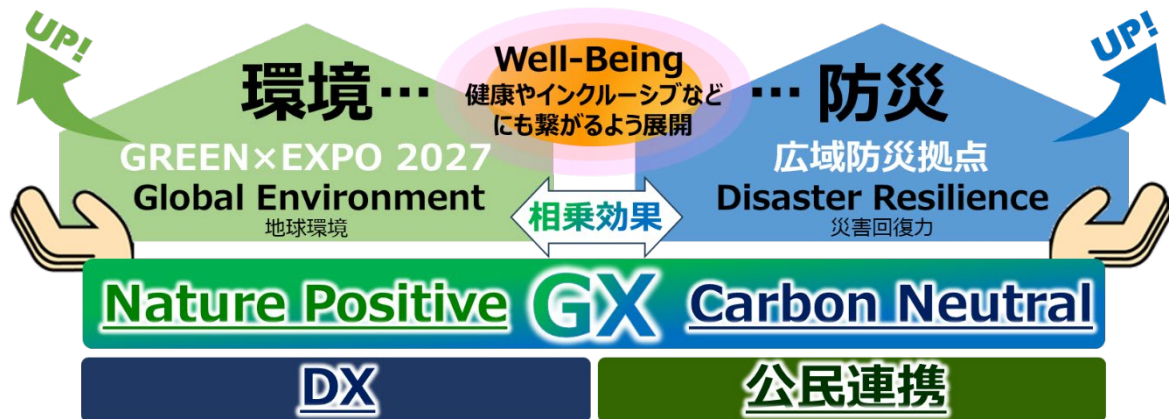 UP!
環境…
GREEN×EXPO 2027
Global Environment
地球環境
Well-Being
健康やインクルーシブなど
にも繋がるよう展開
相乗効果
UP!
…防災
広域防災拠点
Disaster Resilience
災害回復力
Nature Positive GX Carbon Neutral
DX
公民連携